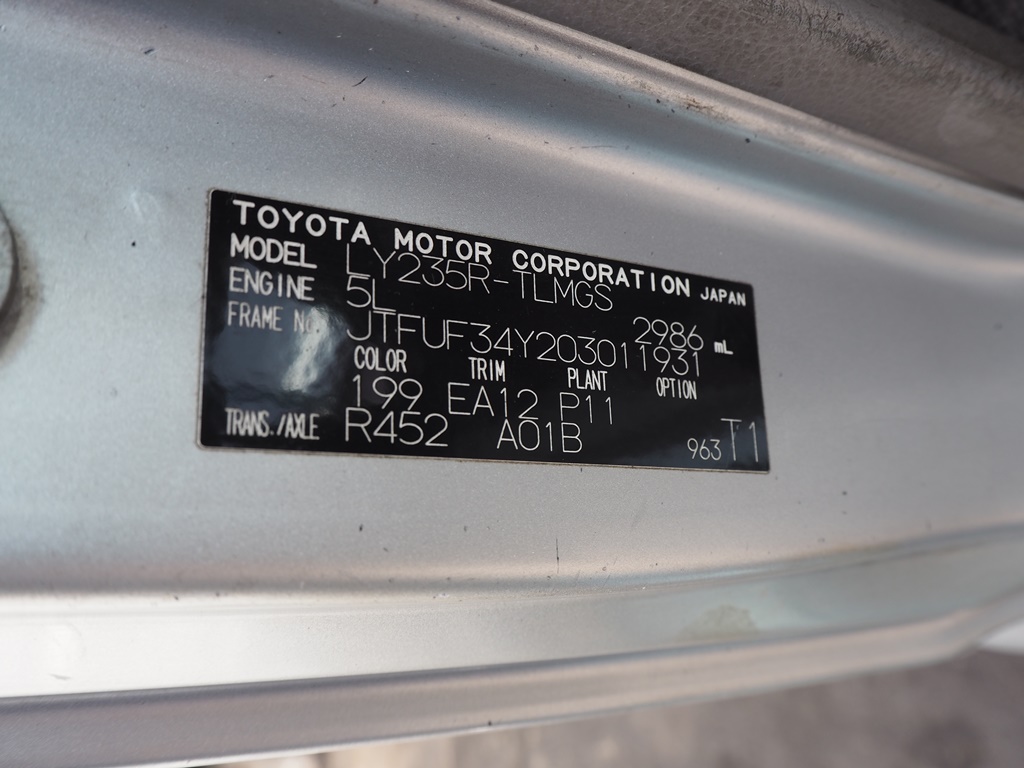 TOYOTA MOTOR CORPORATION JAPAN
MODEL LY235R-TLMGS
ENGINE 5L 2986 mL
FRAME No. JTFUF34Y203011931
COLOR TRIM PLANT OPTION
199 EA12 P11
TRANS./AXLE R452 A01B 963 T1